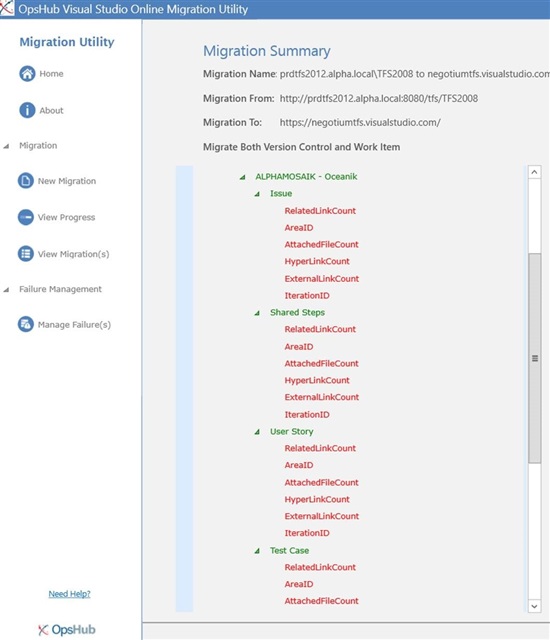 OpsHub Visual Studio Online Migration Utility
Migration Utility
Home
About
Migration
New Migration
View Progress
View Migration(s)
Failure Management
Manage Failure(s)
Need Help?
OpsHub
Migration Summary
Migration Name: prdtfs2012.alpha.local\TFS2008 to negotiumtfs.visualstudio.com
Migration From: http://prdtfs2012.alpha.local:8080/tfs/TFS2008
Migration To: https://negotiumtfs.visualstudio.com/
Migrate Both Version Control and Work Item
ALPHAMOSAIK - Oceanik
Issue
RelatedLinkCount
AreaID
AttachedFileCount
HyperLinkCount
ExternalLinkCount
IterationID
Shared Steps
RelatedLinkCount
AreaID
AttachedFileCount
HyperLinkCount
ExternalLinkCount
IterationID
User Story
RelatedLinkCount
AreaID
AttachedFileCount
HyperLinkCount
ExternalLinkCount
IterationID
Test Case
RelatedLinkCount
AreaID
AttachedFileCount